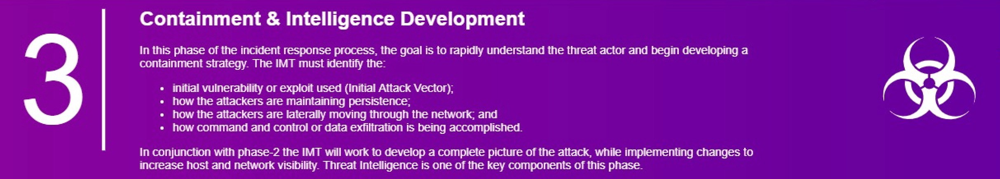 3
Containment & Intelligence Development
In this phase of the incident response process, the goal is to rapidly understand the threat actor and begin developing a
containment strategy. The IMT must identify the:
• initial vulnerability or exploit used (Initial Attack Vector);
• how the attackers are maintaining persistence;
• how the attackers are laterally moving through the network; and
• how command and control or data exfiltration is being accomplished.
In conjunction with phase-2 the IMT will work to develop a complete picture of the attack, while implementing changes to
increase host and network visibility. Threat Intelligence is one of the key components of this phase.